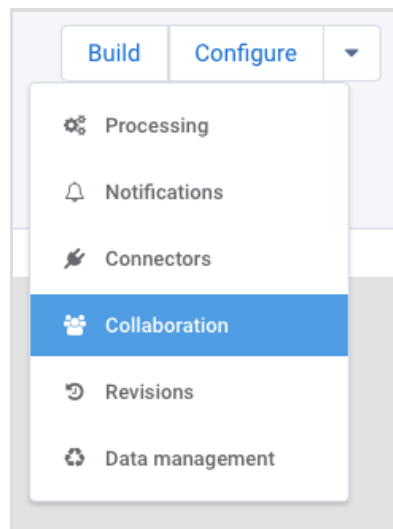 Build Configure
Processing
Notifications
Connectors
Collaboration
Revisions
Data management